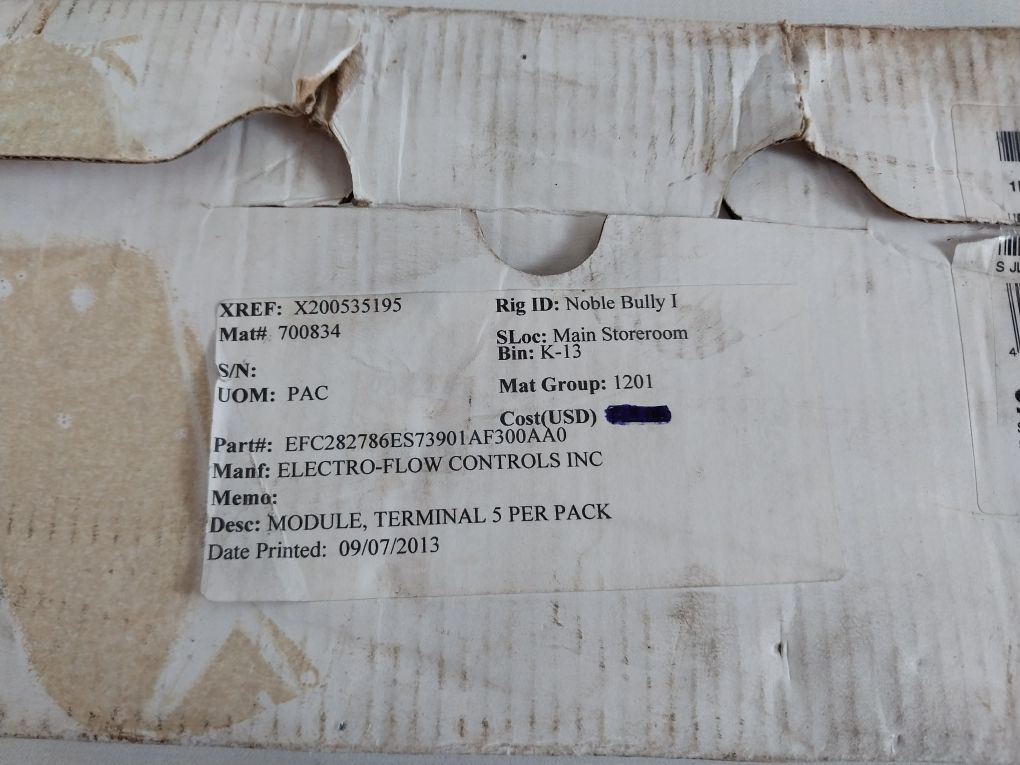 XREF: X200535195 Rig ID: Noble Bully I
Mat# 700834 SLoc: Main Storeroom
S/N: Bin: K-13
UOM: PAC Mat Group: 1201
Cost(USD)
Part#: EFC282786ES73901AF300AA0
Manf: ELECTRO-FLOW CONTROLS INC
Memo:
Desc: MODULE, TERMINAL 5 PER PACK
Date Printed: 09/07/2013